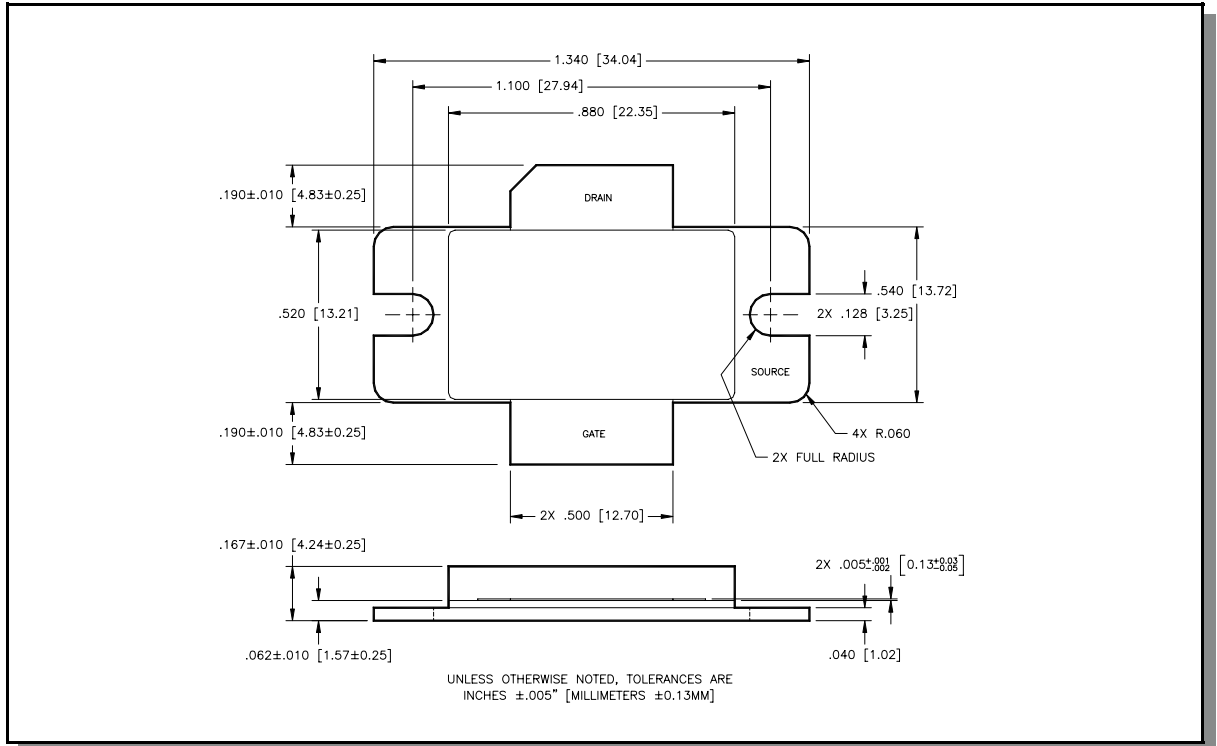 1.340 [34.04]
1.100 [27.94]
.880 [22.35]
.190±.010 [4.83±0.25]
DRAIN
.540 [13.72]
.520 [13.21]
2X .128 [3.25]
SOURCE
.190±.010 [4.83±0.25]
GATE
4X R.060
2X FULL RADIUS
2X .500 [12.70]
.167±.010 [4.24±0.25]
2X .005+.001 -.002 [0.13+0.03 -0.05]
.062±.010 [1.57±0.25]
.040 [1.02]
UNLESS OTHERWISE NOTED, TOLERANCES ARE
INCHES ±.005" [MILLIMETERS ±0.13MM]